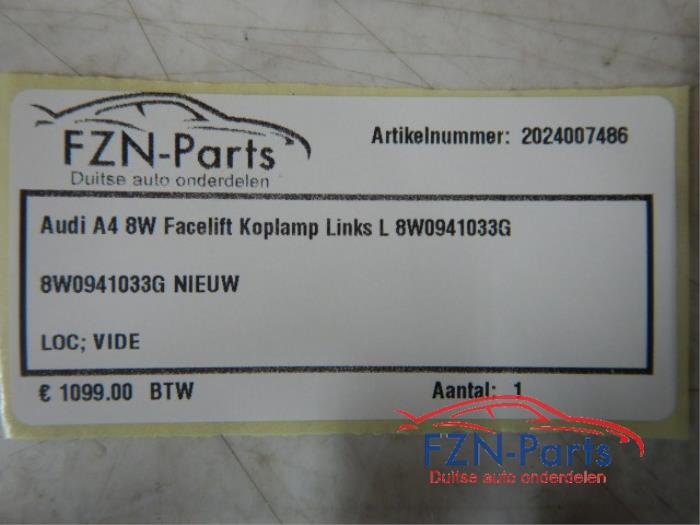 FZN-Parts
Duitse auto onderdelen
Artikelnummer: 2024007486
Audi A4 8W Facelift Koplamp Links L 8W0941033G
8W0941033G NIEUW
LOC; VIDE
€ 1099.00 BTW
Aantal: 1
FZN-Parts
Duitse auto onderdelen